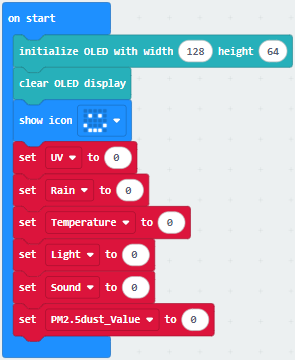 on start
initialize OLED with width 128 height 64
clear OLED display
show icon
set UV to 0
set Rain to 0
set Temperature to 0
set Light to 0
set Sound to 0
set PM2.5dust_Value to 0